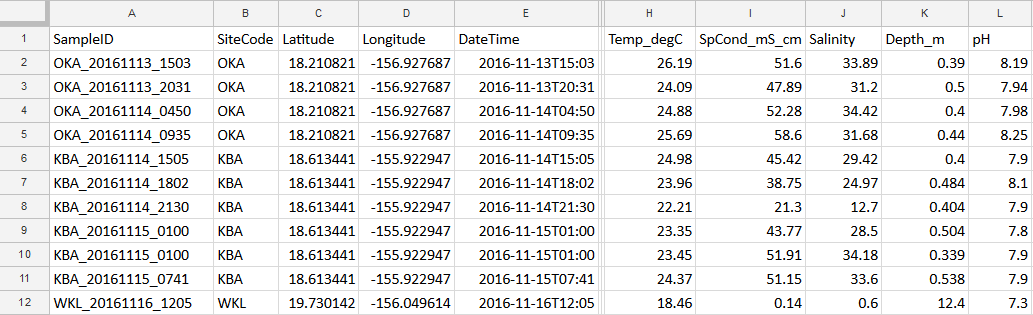 A B C D E H I J K L
1 SampleID SiteCode Latitude Longitude DateTime Temp_degC SpCond_mS_cm Salinity Depth_m pH
2 OKA_20161113_1503 OKA 18.210821 -156.927687 2016-11-13T15:03 26.19 51.6 33.89 0.39 8.19
3 OKA_20161113_2031 OKA 18.210821 -156.927687 2016-11-13T20:31 24.09 47.89 31.2 0.5 7.94
4 OKA_20161114_0450 OKA 18.210821 -156.927687 2016-11-14T04:50 24.88 52.28 34.42 0.4 7.98
5 OKA_20161114_0935 OKA 18.210821 -156.927687 2016-11-14T09:35 25.69 58.6 31.68 0.44 8.25
6 KBA_20161114_1505 KBA 18.613441 -155.922947 2016-11-14T15:05 24.98 45.42 29.42 0.4 7.9
7 KBA_20161114_1802 KBA 18.613441 -155.922947 2016-11-14T18:02 23.96 38.75 24.97 0.484 8.1
8 KBA_20161114_2130 KBA 18.613441 -155.922947 2016-11-14T21:30 22.21 21.3 12.7 0.404 7.9
9 KBA_20161115_0100 KBA 18.613441 -155.922947 2016-11-15T01:00 23.35 43.77 28.5 0.504 7.8
10 KBA_20161115_0100 KBA 18.613441 -155.922947 2016-11-15T01:00 23.45 51.91 34.18 0.339 7.9
11 KBA_20161115_0741 KBA 18.613441 -155.922947 2016-11-15T07:41 24.37 51.15 33.6 0.538 7.9
12 WKL_20161116_1205 WKL 19.730142 -156.049614 2016-11-16T12:05 18.46 0.14 0.6 12.4 7.3